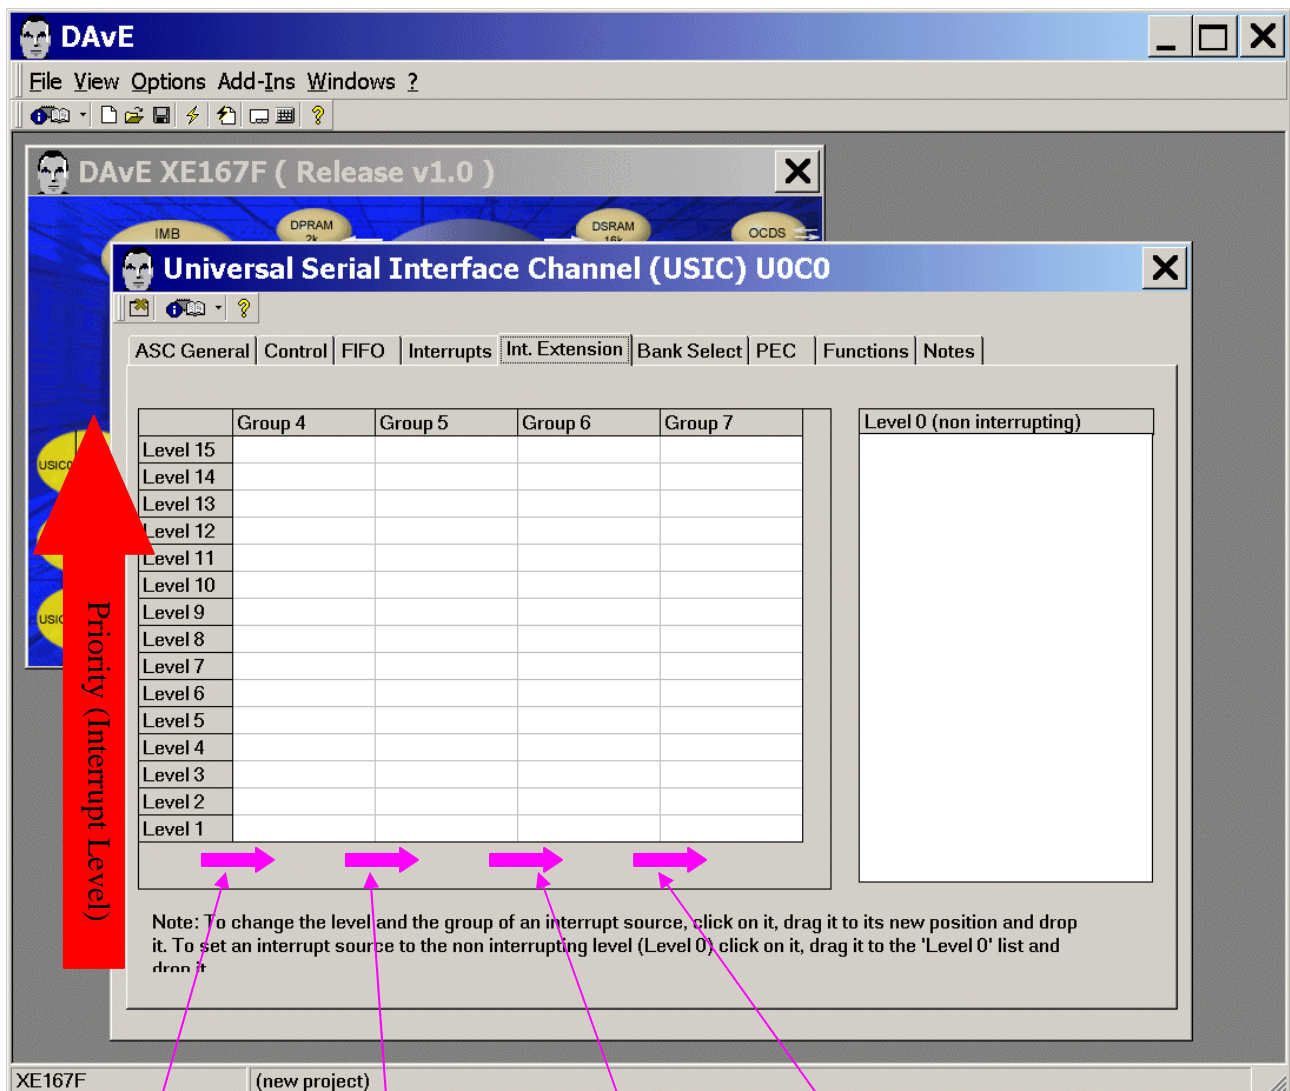 DAvE
File View Options Add-Ins Windows ?
DAvE XE167F ( Release v1.0 )
IMB
DPRAM
2k
DSRAM
16k
OCDS
Universal Serial Interface Channel (USIC) U0C0
ASC General Control FIFO Interrupts Int. Extension Bank Select PEC Functions Notes
Group 4 Group 5 Group 6 Group 7
Level 15
Level 14
Level 13
Level 12
Level 11
Level 10
Level 9
Level 8
Level 7
Level 6
Level 5
Level 4
Level 3
Level 2
Level 1
Level 0 (non interrupting)
Priority (Interrupt Level)
Note: To change the level and the group of an interrupt source, click on it, drag it to its new position and drop
it. To set an interrupt source to the non interrupting level (Level 0) click on it, drag it to the 'Level 0' list and
drop it
XE167F (new project)